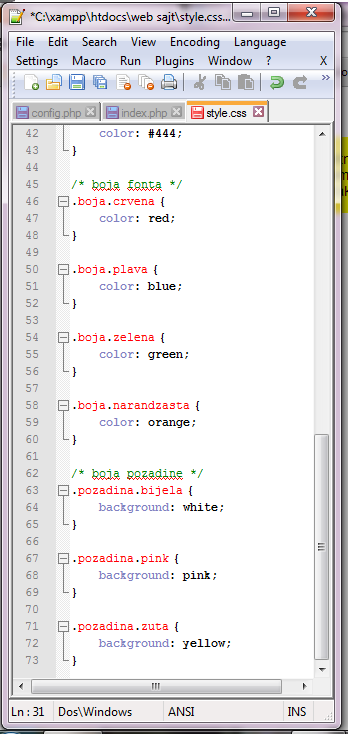 *C:\xampp\htdocs\web sajt\style.css...
File Edit Search View Encoding Language
Settings Macro Run Plugins Window ? X
config.php index.php style.css
42 color: #444;
43 }
44
45 /* boja fonta */
46 .boja.crvena {
47 color: red;
48 }
49
50 .boja.plava {
51 color: blue;
52 }
53
54 .boja.zelena {
55 color: green;
56 }
57
58 .boja.narandzasta {
59 color: orange;
60 }
61
62 /* boja pozadine */
63 .pozadina.bijela {
64 background: white;
65 }
66
67 .pozadina.pink {
68 background: pink;
69 }
70
71 .pozadina.zuta {
72 background: yellow;
73 }
Ln : 31 Dos\Windows ANSI INS